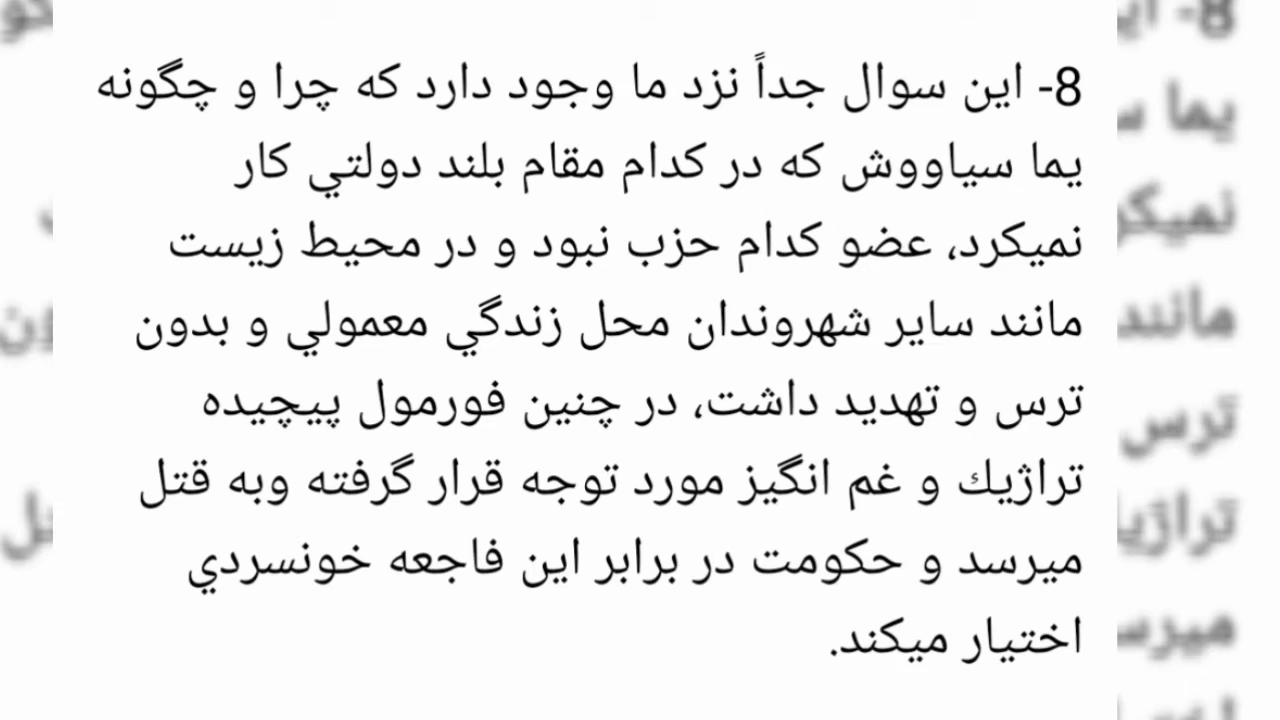 8- این سوال جداً نزد ما وجود دارد که چرا و چگونه
یما سیاووش که در کدام مقام بلند دولتي کار
نمیکرد، عضو کدام حزب نبود و در محیط زیست
مانند سایر شهروندان محل زندگي معمولي و بدون
ترس و تهدید داشت، در چنین فورمول پیچیده
تراژيك و غم انگیز مورد توجه قرار گرفته وبه قتل
میرسد و حکومت در برابر این فاجعه خونسردي
اختیار میکند.